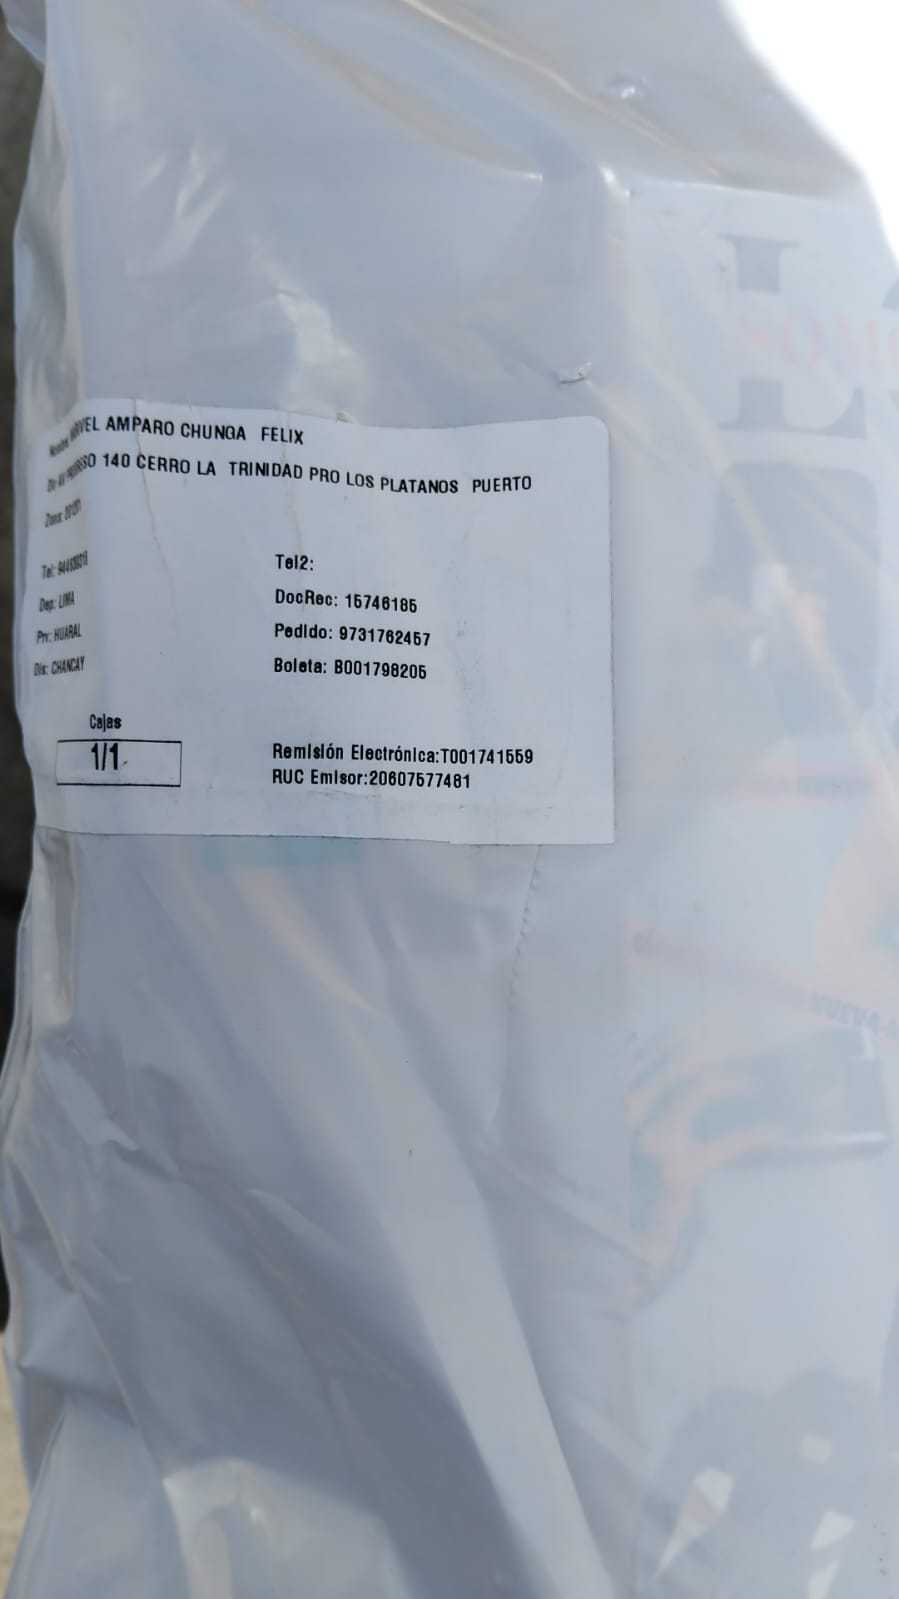 AMPARO CHUNGA FELIX
140 CERRO LA TRINIDAD PRO LOS PLATANOS PUERTO
Tel:
Tel2:
Dep: LIMA
DocRec: 15746185
Prv: HUARAL
Pedido: 9731762457
Dis: CHANCAY
Boleta: B001798205
Cajas
1/1
Remisión Electrónica:T001741559
RUC Emisor:20607577481